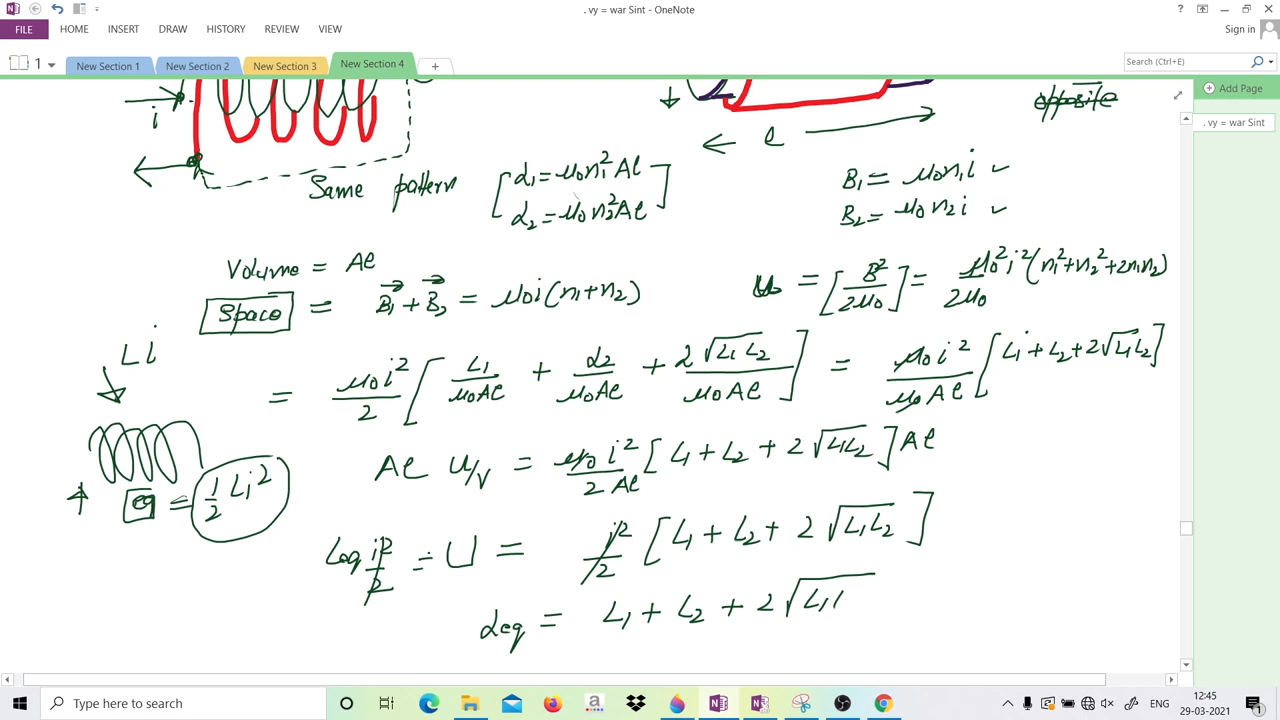 . vy = war Sint - OneNote
Sign in
FILE HOME INSERT DRAW HISTORY REVIEW VIEW
1 New Section 1 New Section 2 New Section 3 New Section 4 +
Search (Ctrl+E)
Add Page
. vy = war Sint
i
l
opposite
Same pattern
L₁ = μ₀n₁²Al
L₂ = μ₀n₂²Al
B₁ = μ₀n₁i ✓
B₂ = μ₀n₂i ✓
Volume = Al
Space = B₁ + B₂ = μ₀i(n₁+n₂)
= [B²/2μ₀] = μ₀²i²(n₁²+n₂²+2n₁n₂)/2μ₀
Li
= μ₀i²/2 [L₁/μ₀Al + L₂/μ₀Al + 2√L₁L₂/μ₀Al] = μ₀i²/μ₀Al [L₁+L₂+2√L₁L₂]
Al U/V = μ₀i²/2Al [L₁ + L₂ + 2√L₁L₂] Al
eq = ½Li²
Leq i²/2 = U = i²/2 [L₁ + L₂ + 2√L₁L₂]
Leq = L₁ + L₂ + 2√L₁
Type here to search
ENG
12:45
29-03-2021
1